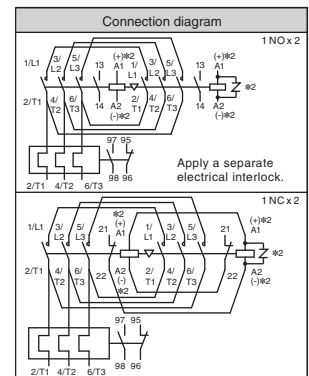 Connection diagram
1 NO x 2
1/L1 3/L2 5/L3 13 (+)*2 A1 1/L1 3/L2 5/L3 13 (+)*2 A1
*2
2/T1 4/T2 6/T3 14 A2 (-)*2 2/T1 4/T2 6/T3 14 A2 (-)*2
97 95
98 96
2/T1 4/T2 6/T3
Apply a separate
electrical interlock.
1 NC x 2
1/L1 3/L2 5/L3 21 *2 (+) A1 1/L1 3/L2 5/L3 21 (+)*2 A1
*2
2/T1 4/T2 6/T3 22 A2 (-) *2 2/T1 4/T2 6/T3 22 A2 (-)*2
97 95
98 96
2/T1 4/T2 6/T3